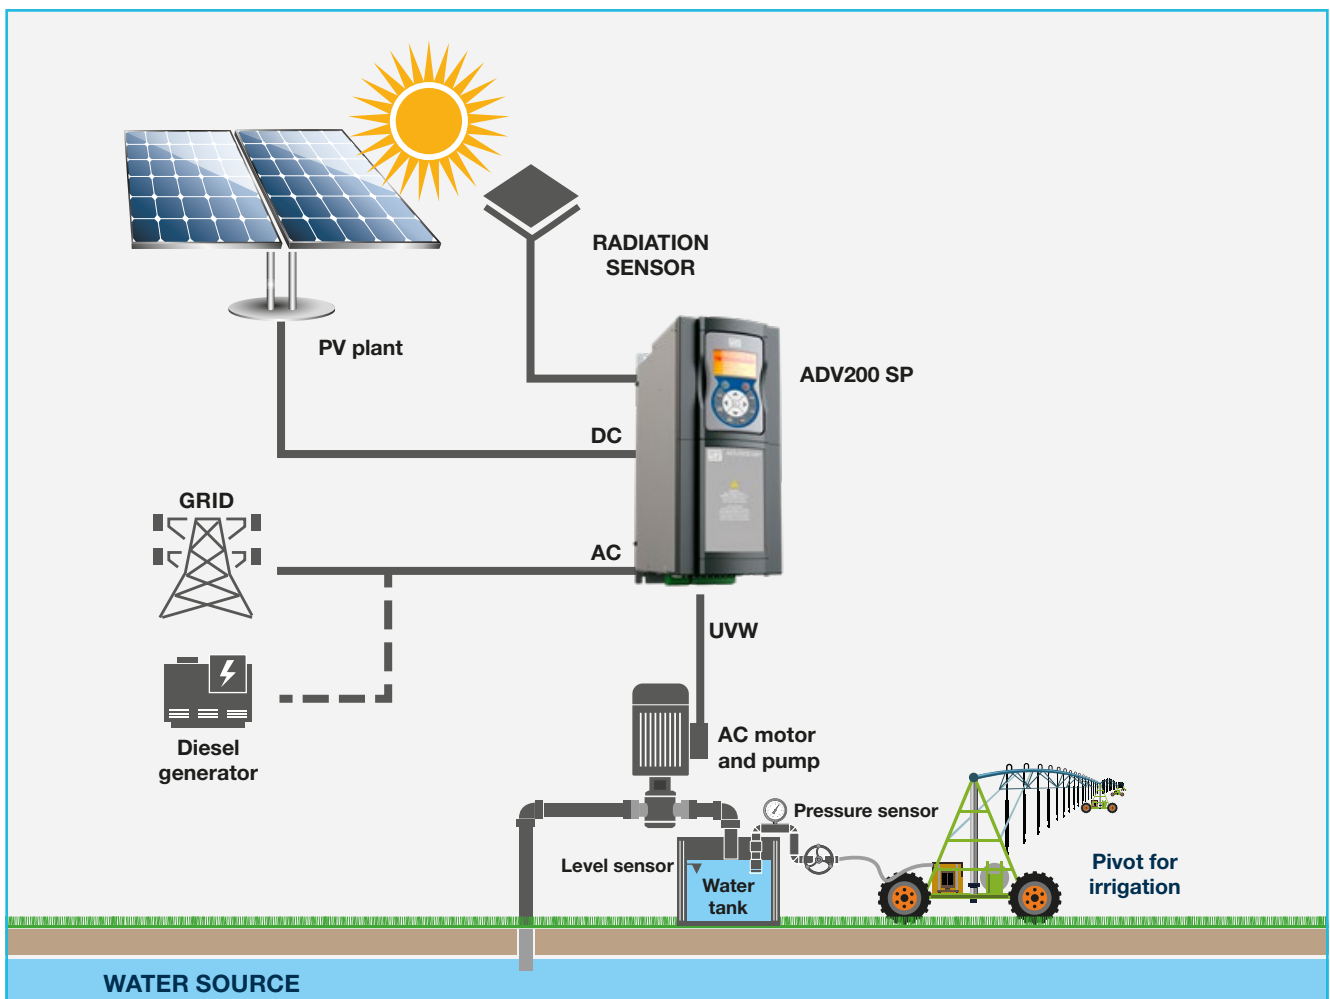 RADIATION
SENSOR
PV plant
ADV200 SP
DC
GRID
AC
UVW
Diesel
generator
AC motor
and pump
Pressure sensor
Level sensor
Water
tank
Pivot for
irrigation
WATER SOURCE